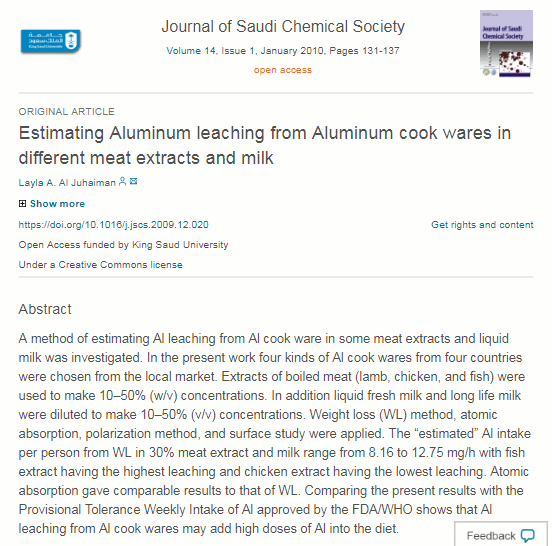 Journal of Saudi Chemical Society
Volume 14, Issue 1, January 2010, Pages 131-137
open access
جامعة
الملك سعود
King Saud University
Journal of Saudi
Chemical Society
ORIGINAL ARTICLE
Estimating Aluminum leaching from Aluminum cook wares in
different meat extracts and milk
Layla A. Al Juhaiman
Show more
https://doi.org/10.1016/j.jscs.2009.12.020
Get rights and content
Open Access funded by King Saud University
Under a Creative Commons license
Abstract
A method of estimating Al leaching from Al cook ware in some meat extracts and liquid
milk was investigated. In the present work four kinds of Al cook wares from four countries
were chosen from the local market. Extracts of boiled meat (lamb, chicken, and fish) were
used to make 10–50% (w/v) concentrations. In addition liquid fresh milk and long life milk
were diluted to make 10–50% (v/v) concentrations. Weight loss (WL) method, atomic
absorption, polarization method, and surface study were applied. The “estimated” Al intake
per person from WL in 30% meat extract and milk range from 8.16 to 12.75 mg/h with fish
extract having the highest leaching and chicken extract having the lowest leaching. Atomic
absorption gave comparable results to that of WL. Comparing the present results with the
Provisional Tolerance Weekly Intake of Al approved by the FDA/WHO shows that Al
leaching from Al cook wares may add high doses of Al into the diet.
Feedback